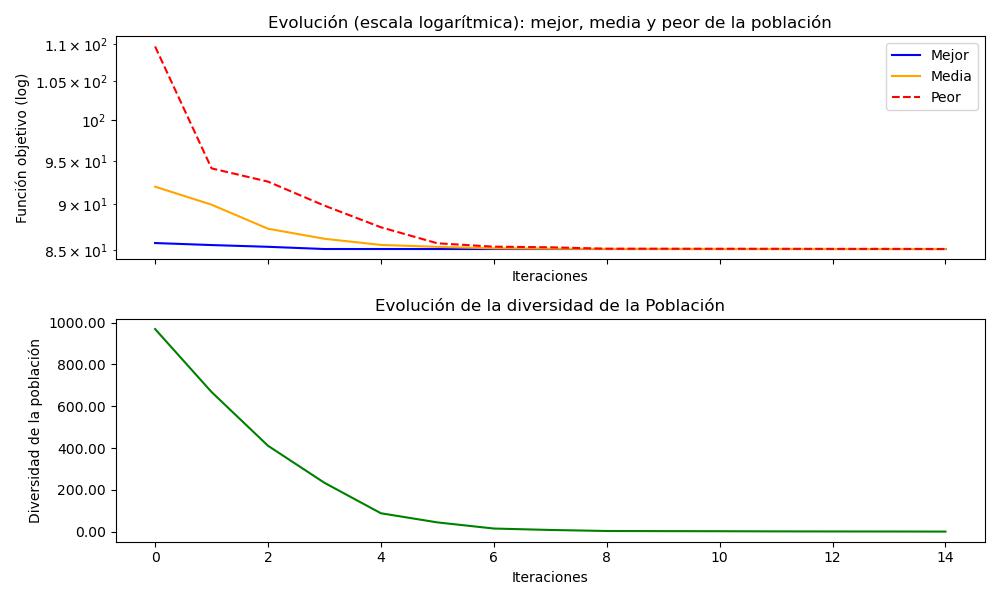 Evolución (escala logarítmica): mejor, media y peor de la población
Función objetivo (log)
1.1 × 10²
1.05 × 10²
10²
9.5 × 10¹
9 × 10¹
8.5 × 10¹
Mejor
Media
Peor
Iteraciones
Evolución de la diversidad de la Población
Diversidad de la población
1000.00
800.00
600.00
400.00
200.00
0.00
0 2 4 6 8 10 12 14
Iteraciones